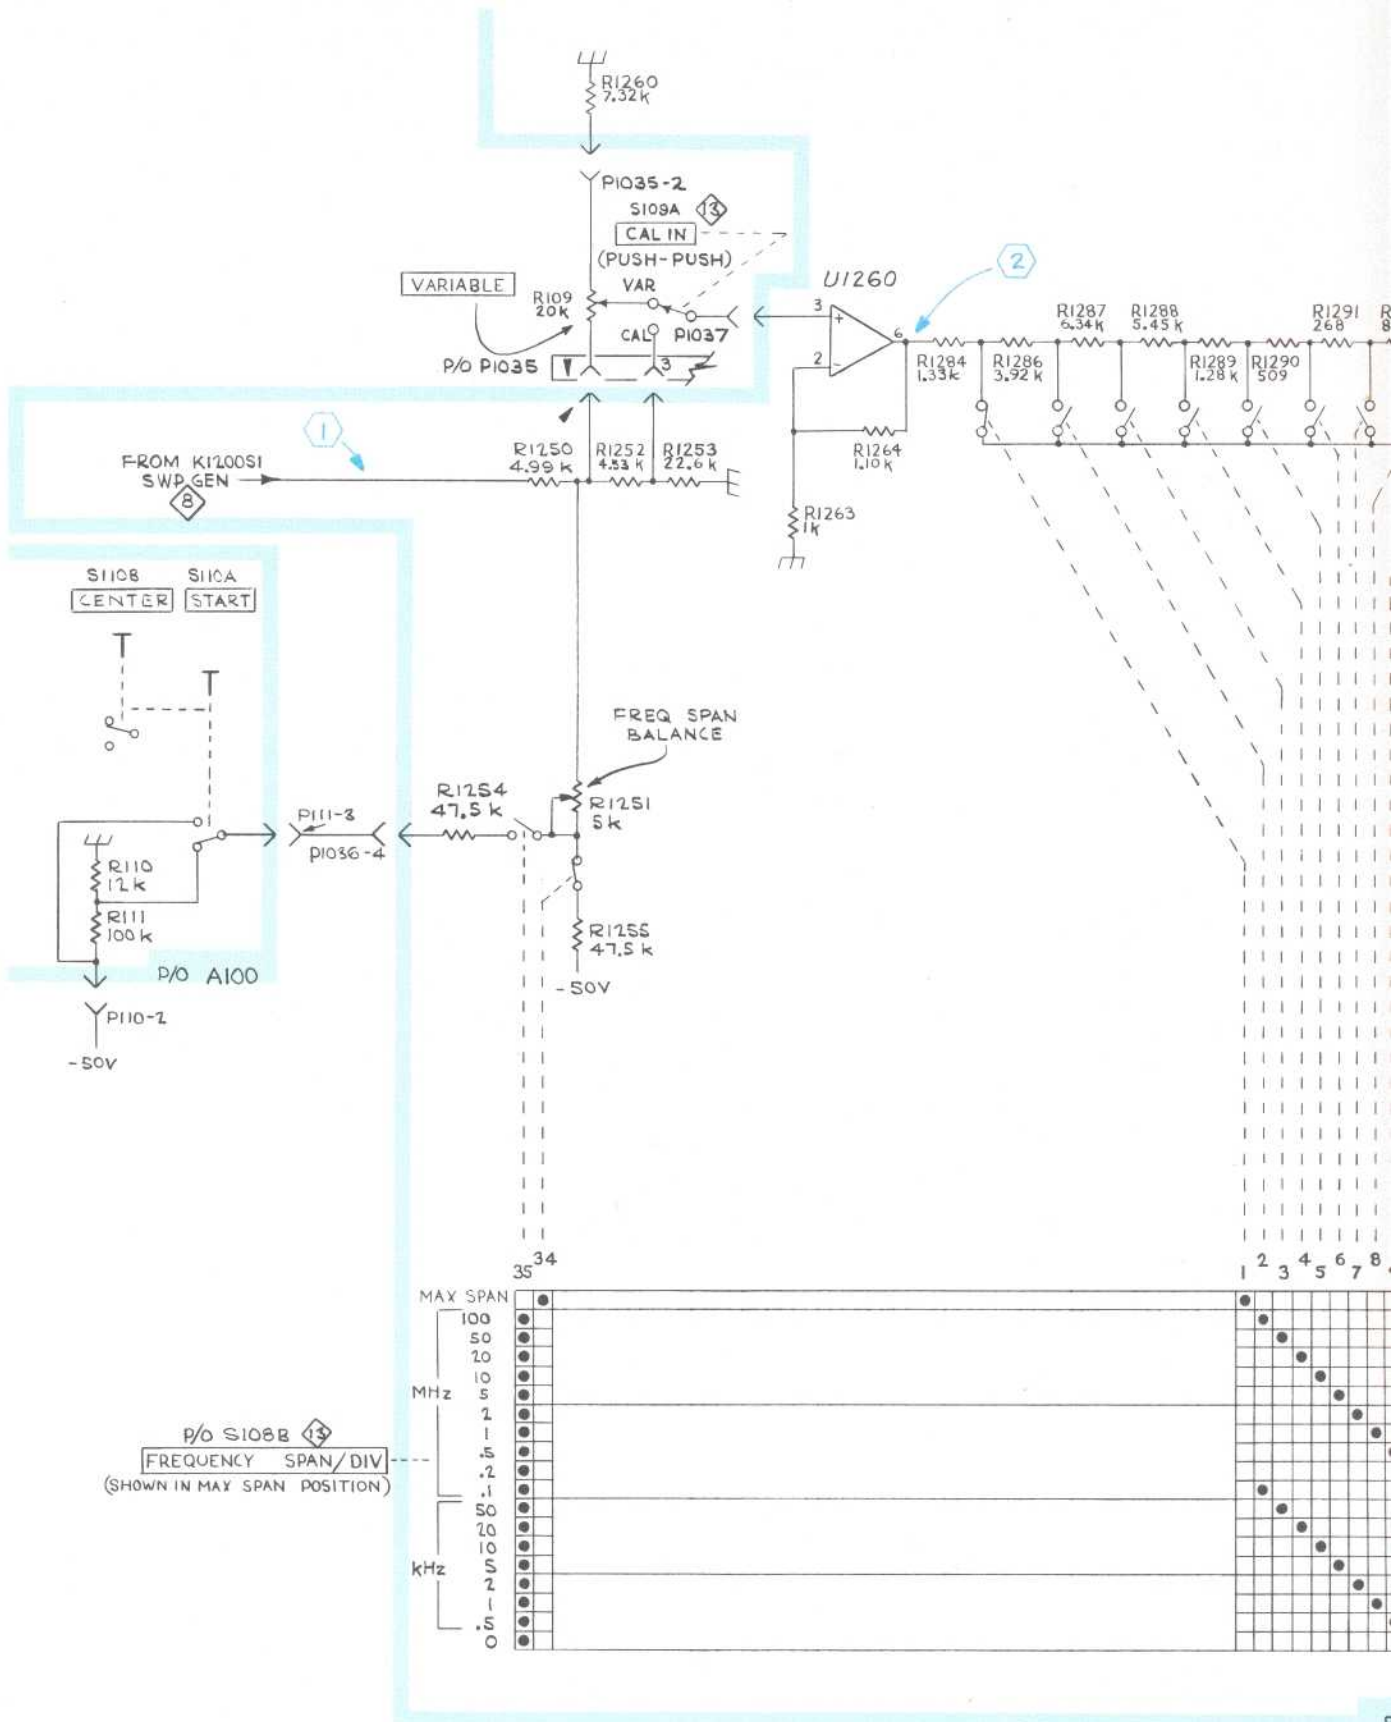 R1260
7.32k
P1035-2
S109A 13
CAL IN
(PUSH-PUSH)
VARIABLE
VAR
R109
20k
CAL
P1037
P/O P1035
3
U1260
3
+
2
-
6
2
R1284
1.33k
R1286
3.92k
R1287
6.34k
R1288
5.45k
R1289
1.28k
R1290
509
R1291
268
1
FROM K1200S1
SWP GEN
8
R1250
4.99k
R1252
4.53k
R1253
22.6k
R1264
1.10k
R1263
1k
S110B
CENTER
S110A
START
FREQ SPAN
BALANCE
R1254
47.5k
R1251
5k
P111-3
P1036-4
R110
12k
R111
100k
R1255
47.5k
-50V
P/O A100
P110-2
-50V
35 34
1 2 3 4 5 6 7 8
MAX SPAN
100
50
20
10
MHz 5
2
1
.5
.2
.1
50
20
10
kHz 5
2
1
.5
0
P/O S108B 13
FREQUENCY SPAN/DIV
(SHOWN IN MAX SPAN POSITION)